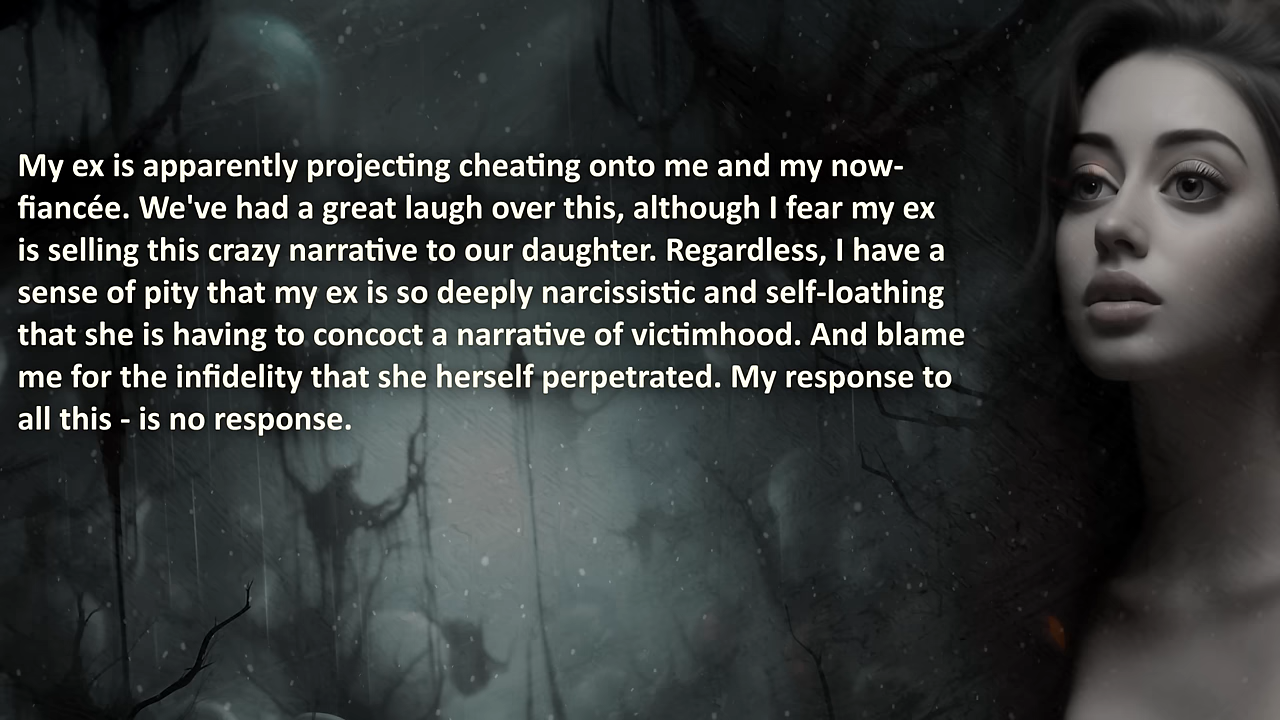 My ex is apparently projecting cheating onto me and my now-
fiancée. We've had a great laugh over this, although I fear my ex
is selling this crazy narrative to our daughter. Regardless, I have a
sense of pity that my ex is so deeply narcissistic and self-loathing
that she is having to concoct a narrative of victimhood. And blame
me for the infidelity that she herself perpetrated. My response to
all this - is no response.